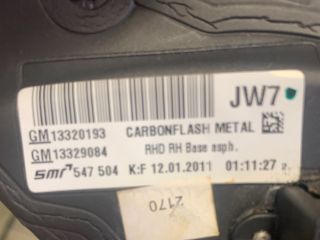 JW7
GM13320193 CARBONFLASH METAL
GM13329084 RHD RH Base asph.
smr 547 504 K:F 12.01.2011 01:11:27
2170